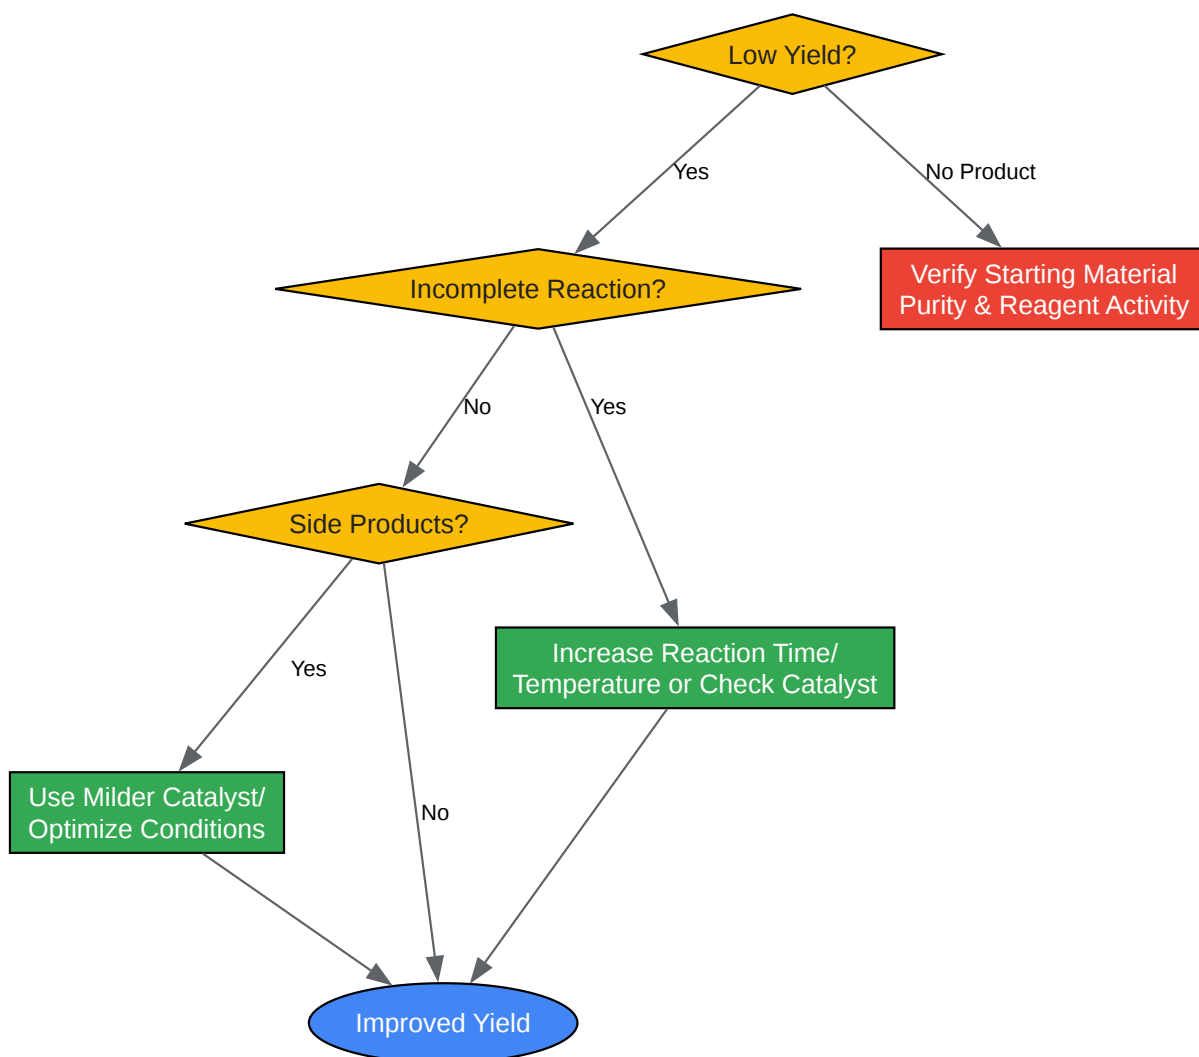 Low Yield?
Yes
No Product
Incomplete Reaction?
Verify Starting Material
Purity & Reagent Activity
No
Yes
Side Products?
Increase Reaction Time/
Temperature or Check Catalyst
Yes
Use Milder Catalyst/
Optimize Conditions
No
Improved Yield